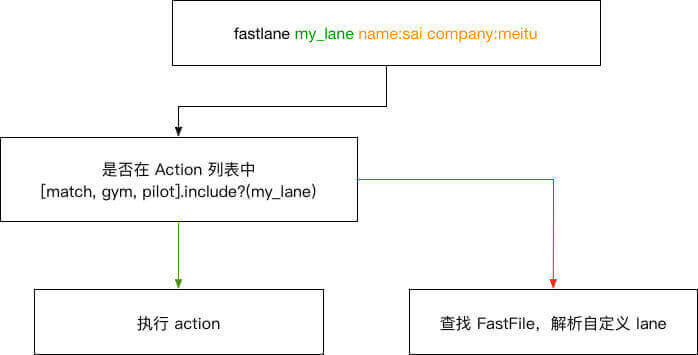 fastlane my_lane name:sai company:meitu
是否在 Action 列表中
[match, gym, pilot].include?(my_lane)
执行 action
查找 FastFile，解析自定义 lane